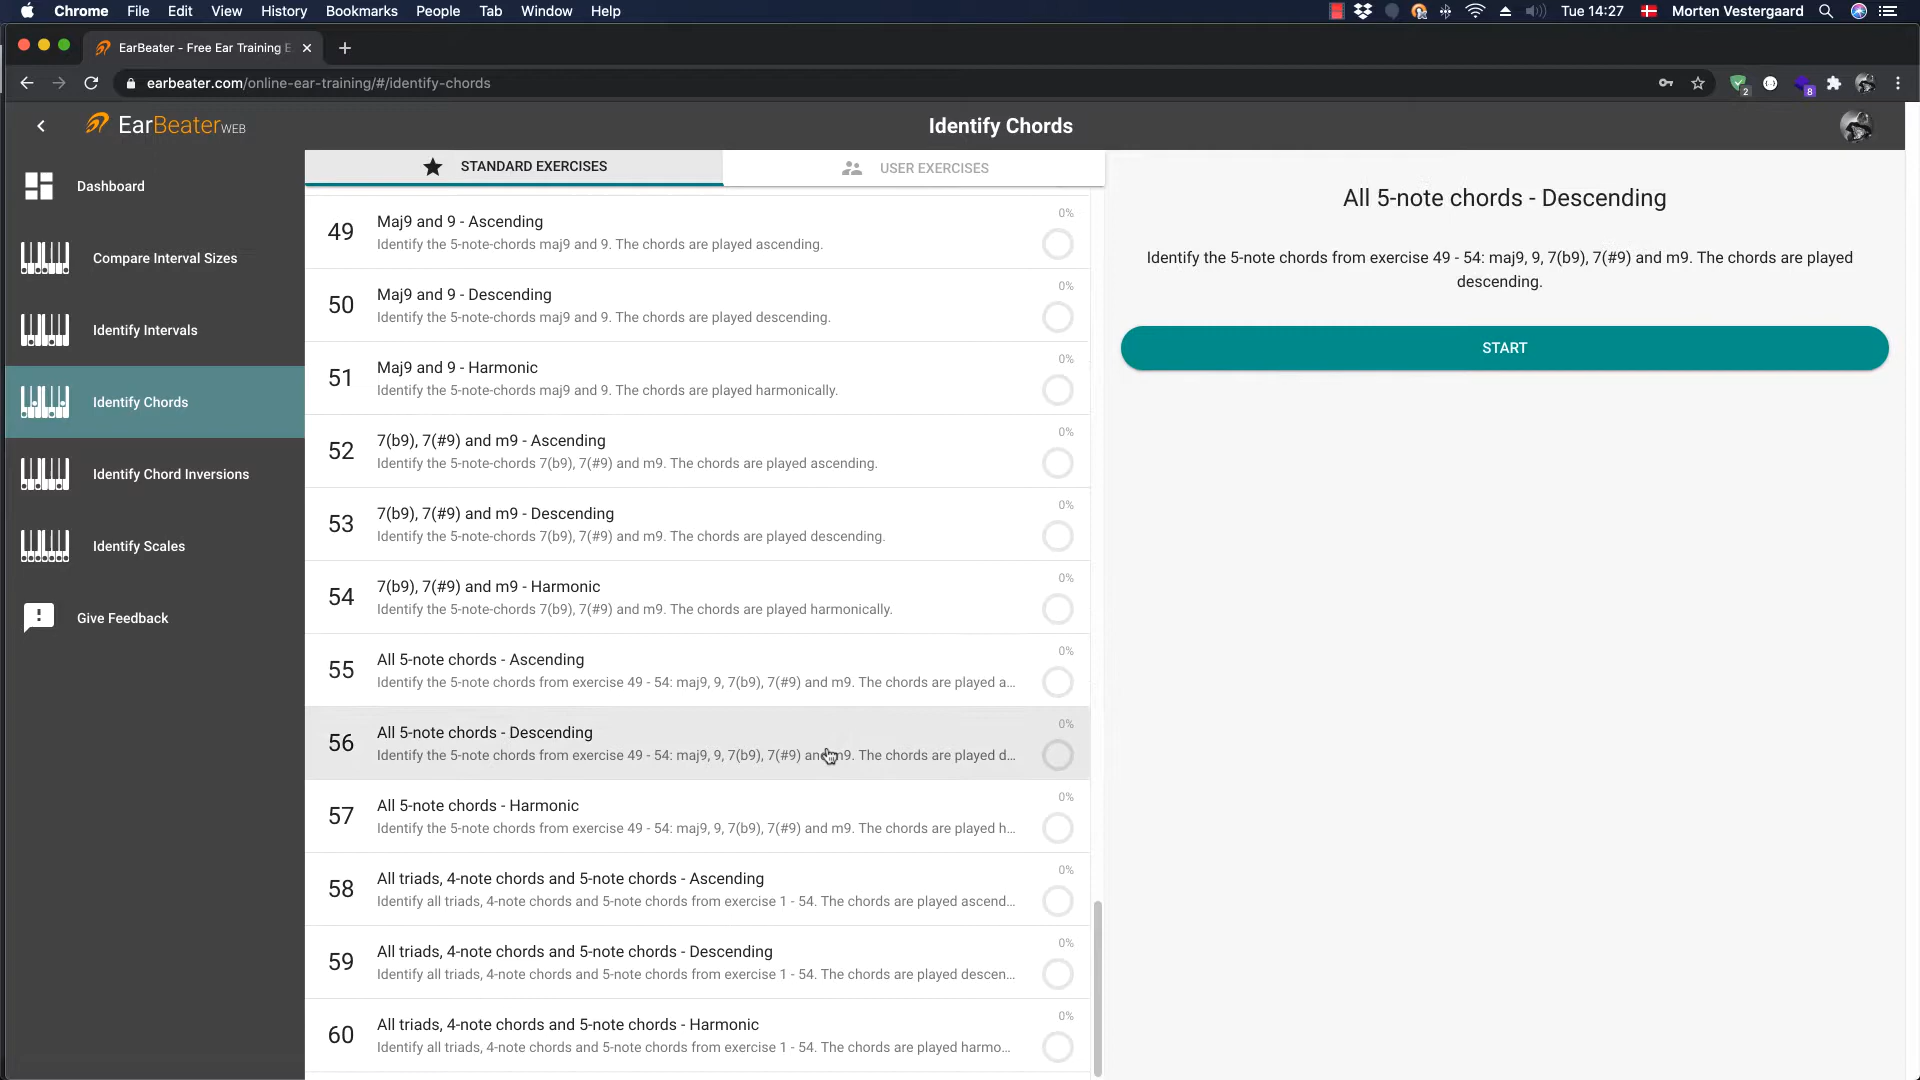 Chrome File Edit View History Bookmarks People Tab Window Help
Tue 14:27 Morten Vestergaard
EarBeater - Free Ear Training E
earbeater.com/online-ear-training/#/identify-chords
2
8
EarBeater WEB
Identify Chords
Dashboard
Compare Interval Sizes
Identify Intervals
Identify Chords
Identify Chord Inversions
Identify Scales
Give Feedback
STANDARD EXERCISES
USER EXERCISES
49
Maj9 and 9 - Ascending
Identify the 5-note-chords maj9 and 9. The chords are played ascending.
0%
50
Maj9 and 9 - Descending
Identify the 5-note-chords maj9 and 9. The chords are played descending.
0%
51
Maj9 and 9 - Harmonic
Identify the 5-note-chords maj9 and 9. The chords are played harmonically.
0%
52
7(b9), 7(#9) and m9 - Ascending
Identify the 5-note-chords 7(b9), 7(#9) and m9. The chords are played ascending.
0%
53
7(b9), 7(#9) and m9 - Descending
Identify the 5-note-chords 7(b9), 7(#9) and m9. The chords are played descending.
0%
54
7(b9), 7(#9) and m9 - Harmonic
Identify the 5-note-chords 7(b9), 7(#9) and m9. The chords are played harmonically.
0%
55
All 5-note chords - Ascending
Identify the 5-note chords from exercise 49 - 54: maj9, 9, 7(b9), 7(#9) and m9. The chords are played a...
0%
56
All 5-note chords - Descending
Identify the 5-note chords from exercise 49 - 54: maj9, 9, 7(b9), 7(#9) and m9. The chords are played d...
0%
57
All 5-note chords - Harmonic
Identify the 5-note chords from exercise 49 - 54: maj9, 9, 7(b9), 7(#9) and m9. The chords are played h...
0%
58
All triads, 4-note chords and 5-note chords - Ascending
Identify all triads, 4-note chords and 5-note chords from exercise 1 - 54. The chords are played ascend...
0%
59
All triads, 4-note chords and 5-note chords - Descending
Identify all triads, 4-note chords and 5-note chords from exercise 1 - 54. The chords are played descen...
0%
60
All triads, 4-note chords and 5-note chords - Harmonic
Identify all triads, 4-note chords and 5-note chords from exercise 1 - 54. The chords are played harmo...
0%
All 5-note chords - Descending
Identify the 5-note chords from exercise 49 - 54: maj9, 9, 7(b9), 7(#9) and m9. The chords are played
descending.
START